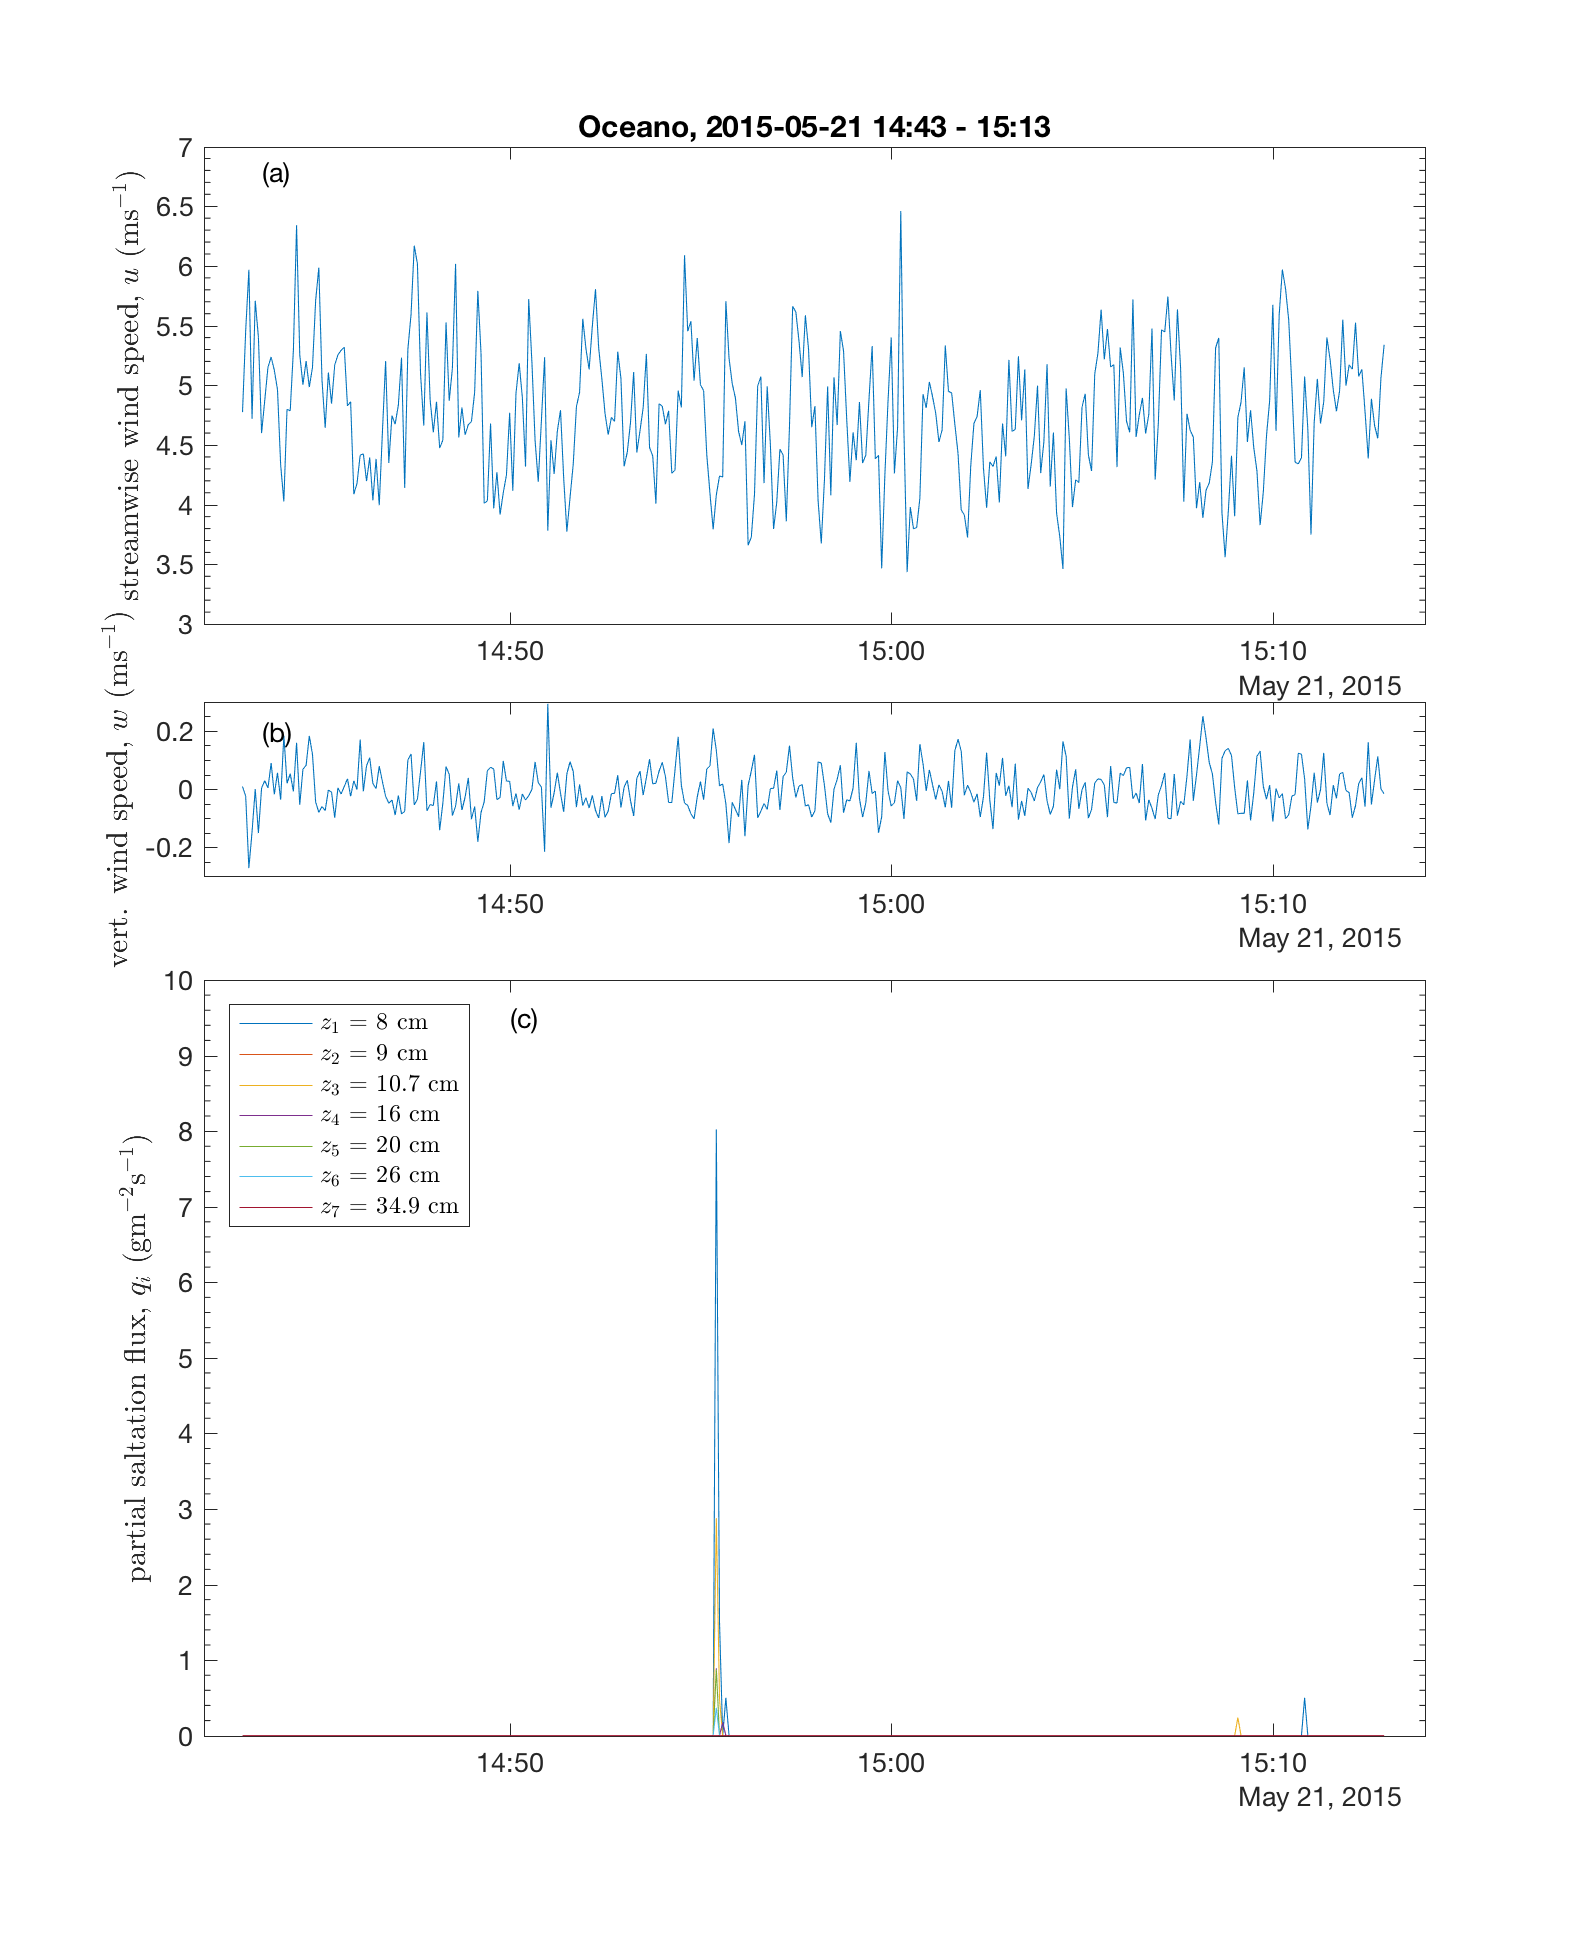 Oceano, 2015-05-21 14:43 - 15:13
(a)
streamwise wind speed, u (ms⁻¹)
7
6.5
6
5.5
5
4.5
4
3.5
3
14:50 15:00 15:10
May 21, 2015
(b)
vert. wind speed, w (ms⁻¹)
0.2
0
-0.2
14:50 15:00 15:10
May 21, 2015
(c)
partial saltation flux, qᵢ (gm⁻²s⁻¹)
10
9
8
7
6
5
4
3
2
1
0
z₁ = 8 cm
z₂ = 9 cm
z₃ = 10.7 cm
z₄ = 16 cm
z₅ = 20 cm
z₆ = 26 cm
z₇ = 34.9 cm
14:50 15:00 15:10
May 21, 2015